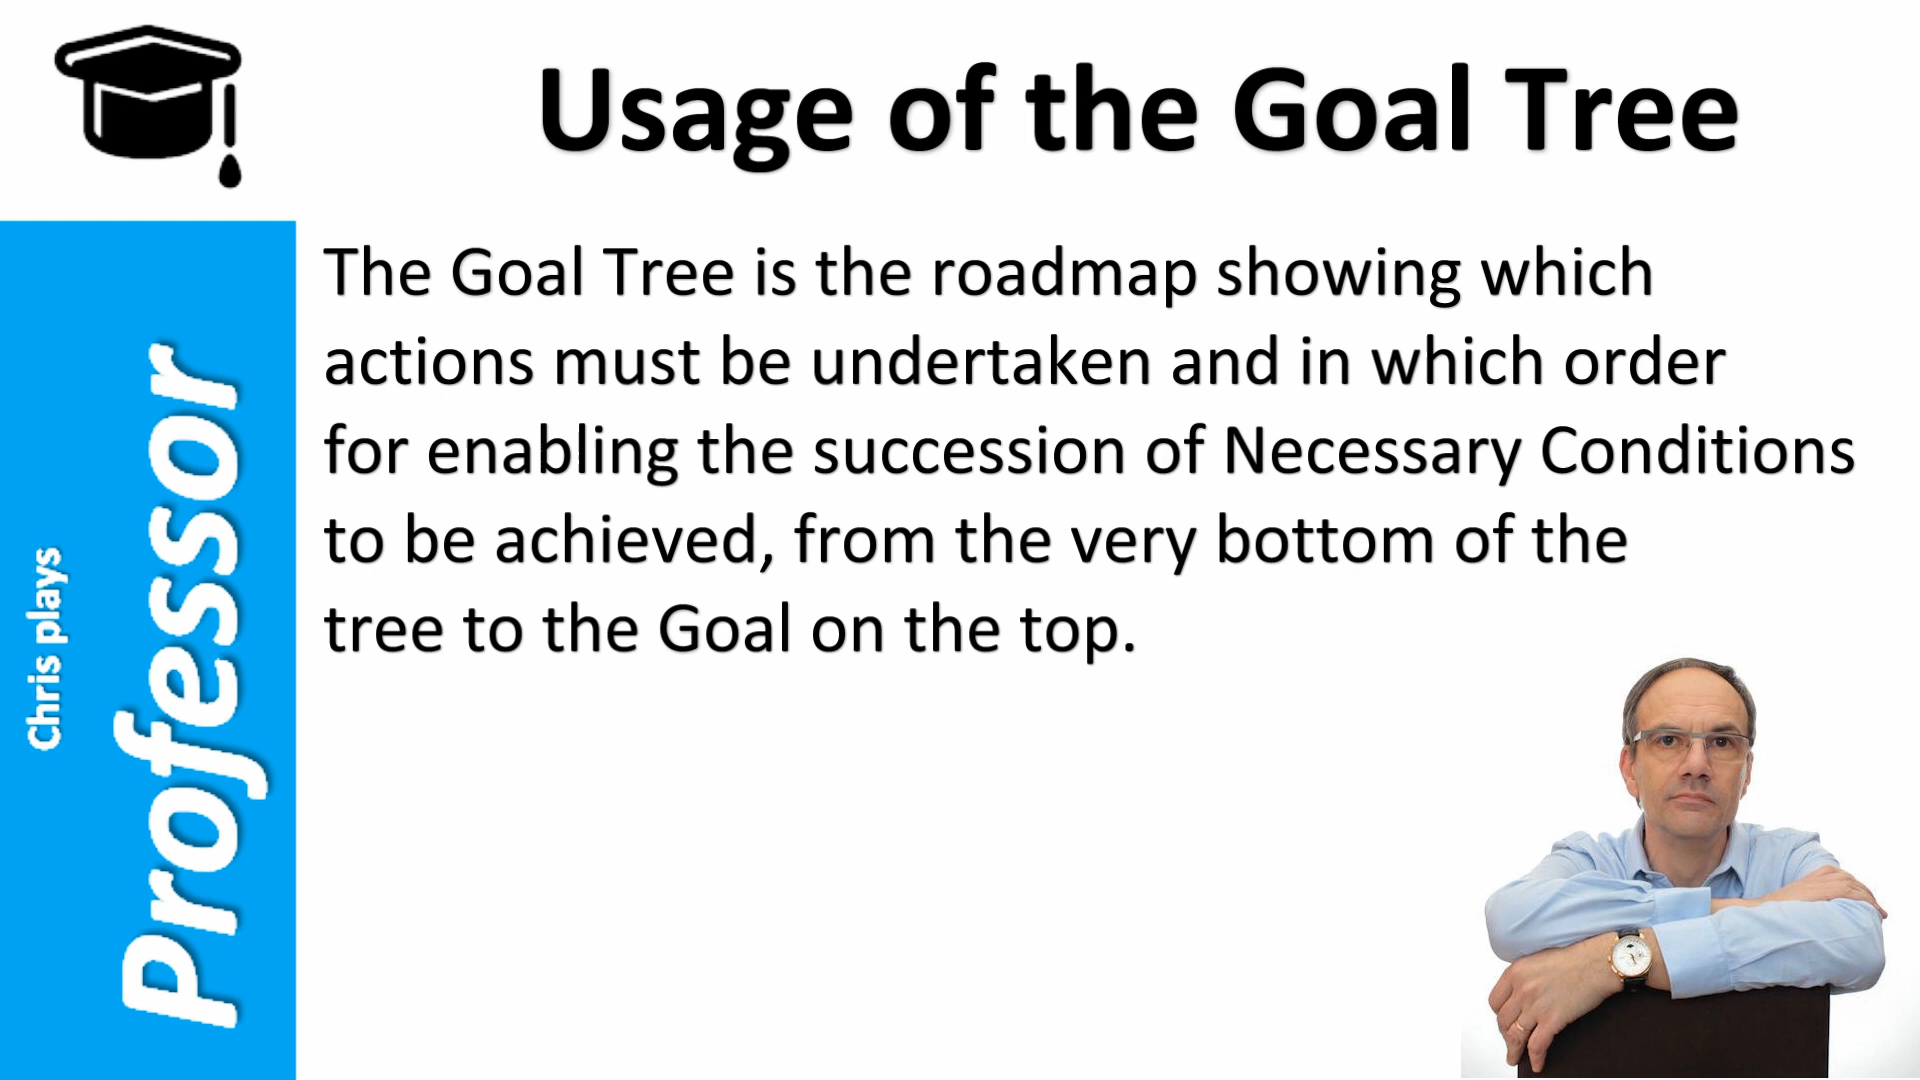 Usage of the Goal Tree
The Goal Tree is the roadmap showing which
actions must be undertaken and in which order
for enabling the succession of Necessary Conditions
to be achieved, from the very bottom of the
tree to the Goal on the top.
Chris plays
Professor